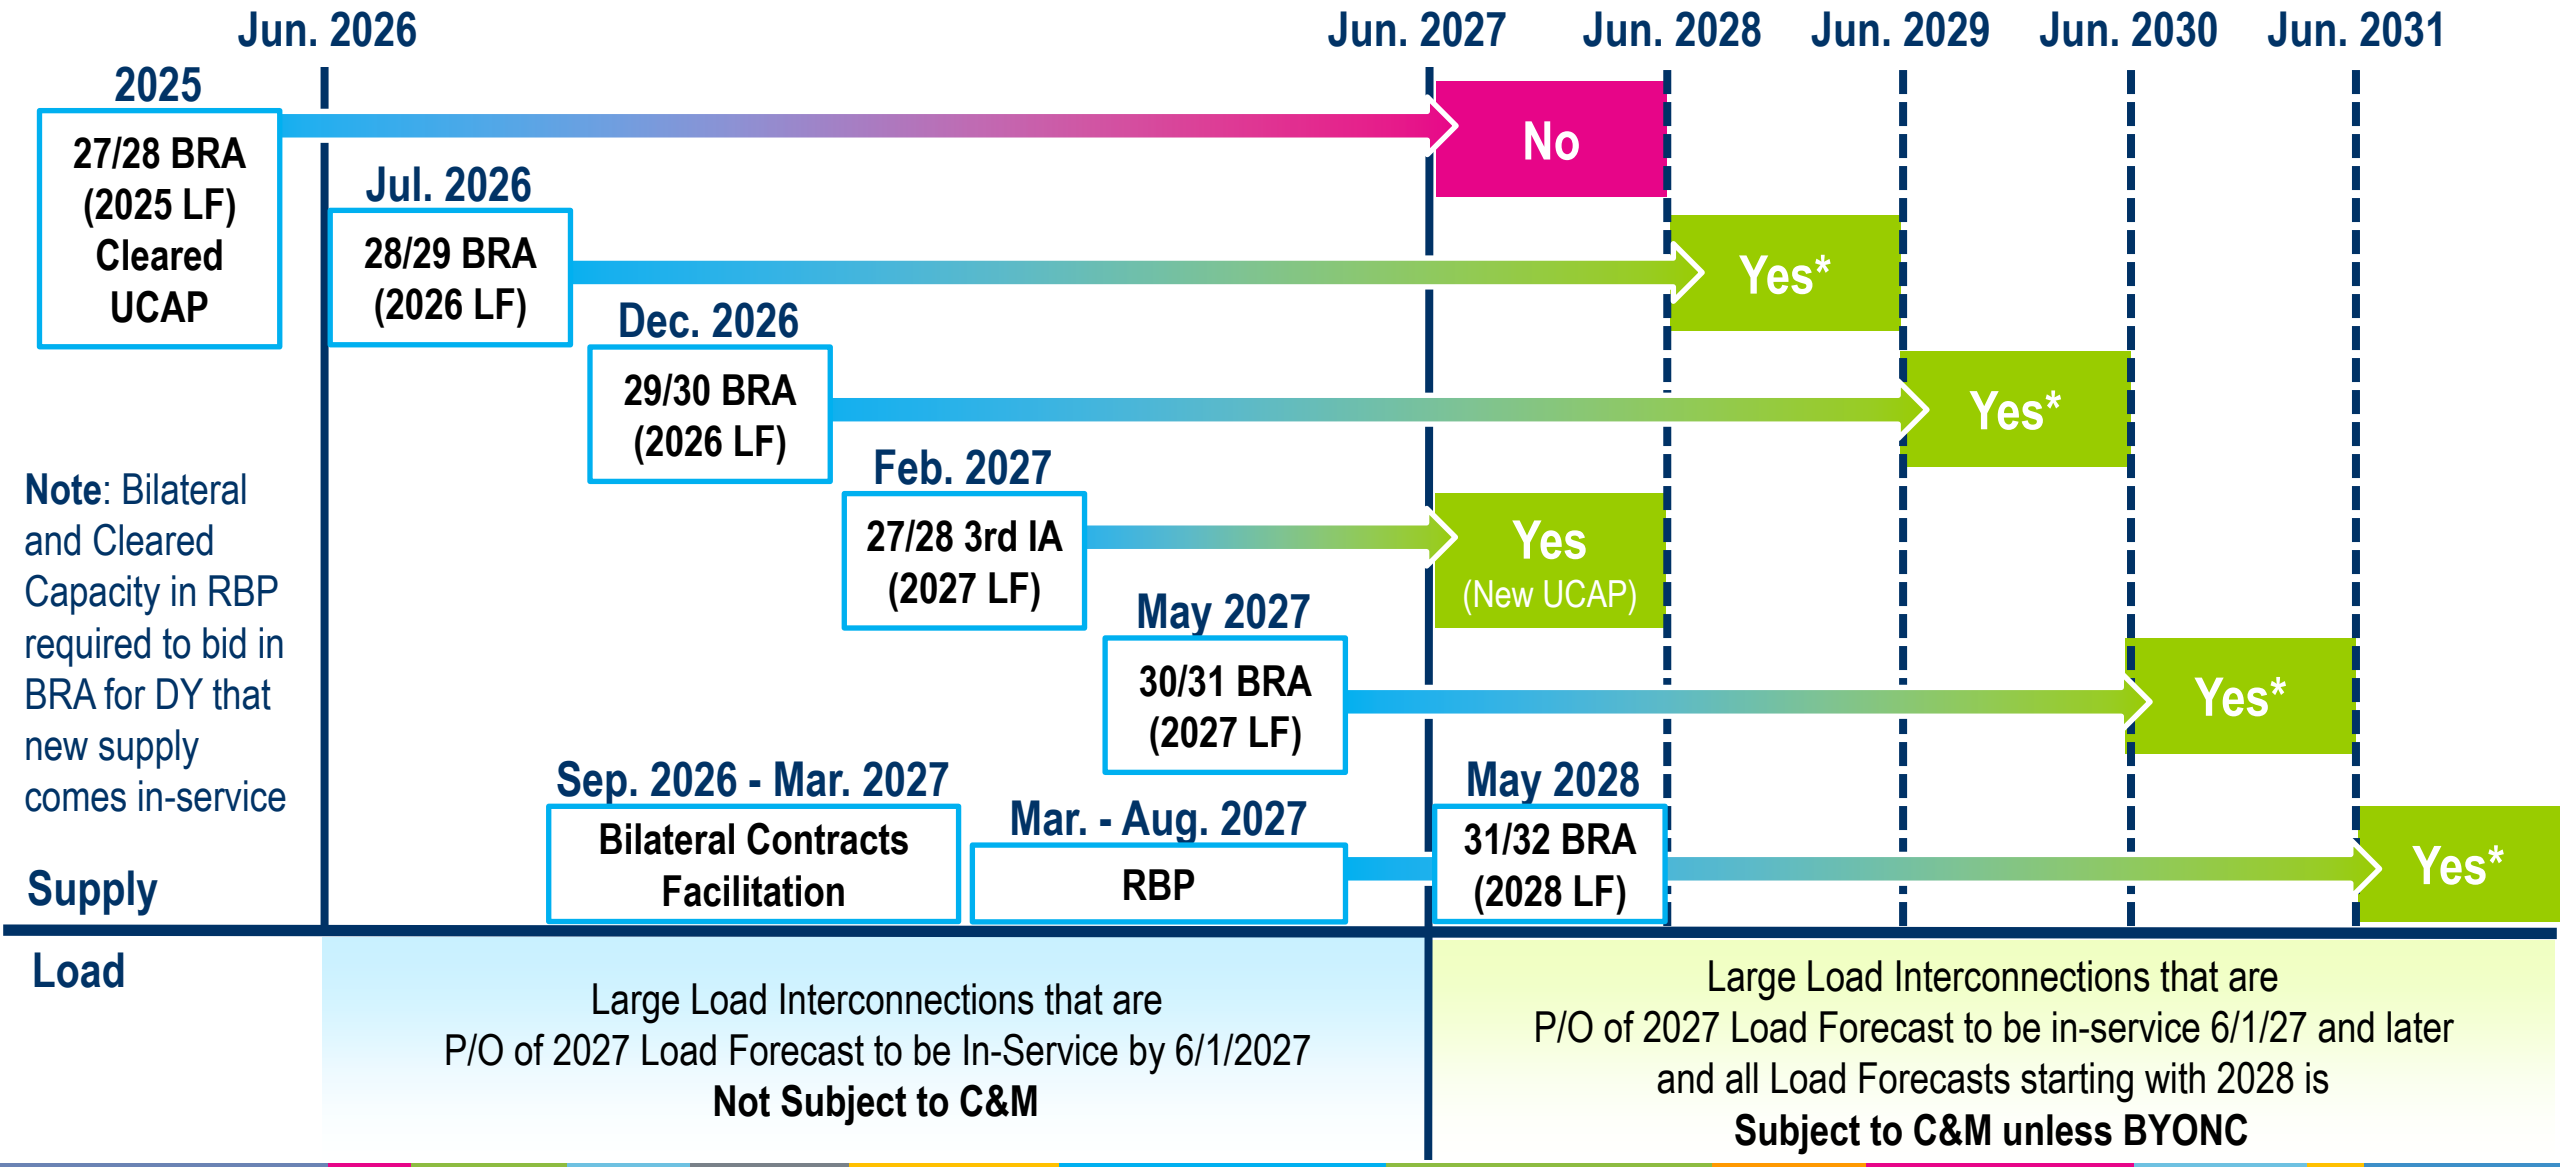 Jun. 2026
Jun. 2027
Jun. 2028
Jun. 2029
Jun. 2030
Jun. 2031
2025
27/28 BRA
(2025 LF)
Cleared
UCAP
No
Jul. 2026
28/29 BRA
(2026 LF)
Yes*
Dec. 2026
29/30 BRA
(2026 LF)
Yes*
Feb. 2027
27/28 3rd IA
(2027 LF)
Yes
(New UCAP)
May 2027
30/31 BRA
(2027 LF)
Yes*
Note: Bilateral
and Cleared
Capacity in RBP
required to bid in
BRA for DY that
new supply
comes in-service
Sep. 2026 - Mar. 2027
Bilateral Contracts
Facilitation
Mar. - Aug. 2027
RBP
May 2028
31/32 BRA
(2028 LF)
Yes*
Supply
Load
Large Load Interconnections that are
P/O of 2027 Load Forecast to be In-Service by 6/1/2027
Not Subject to C&M
Large Load Interconnections that are
P/O of 2027 Load Forecast to be in-service 6/1/27 and later
and all Load Forecasts starting with 2028 is
Subject to C&M unless BYONC